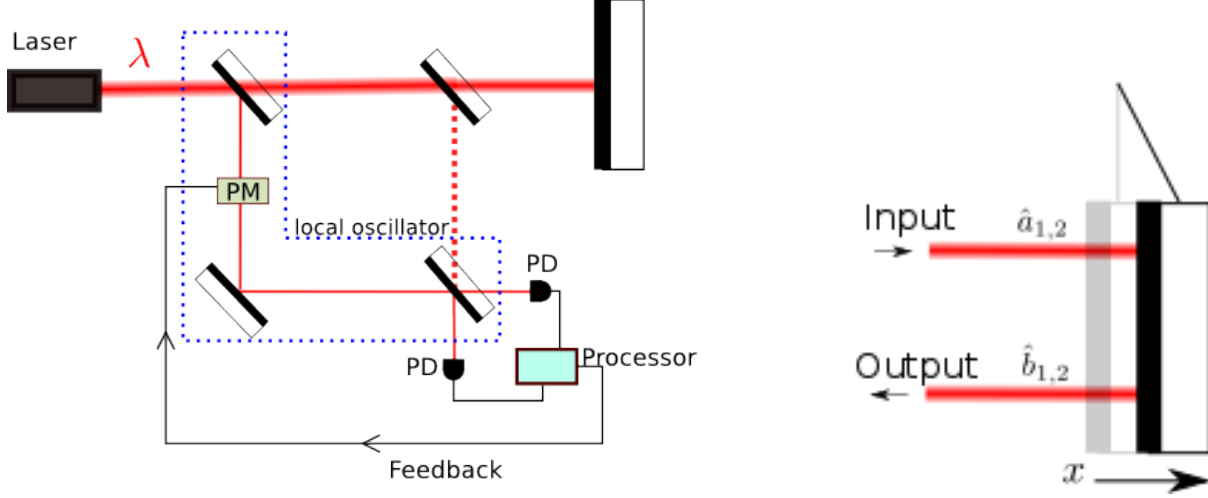 Laser
λ
PM
local oscillator
PD
PD
Processor
Feedback
Input
â₁,₂
Output
b̂₁,₂
x